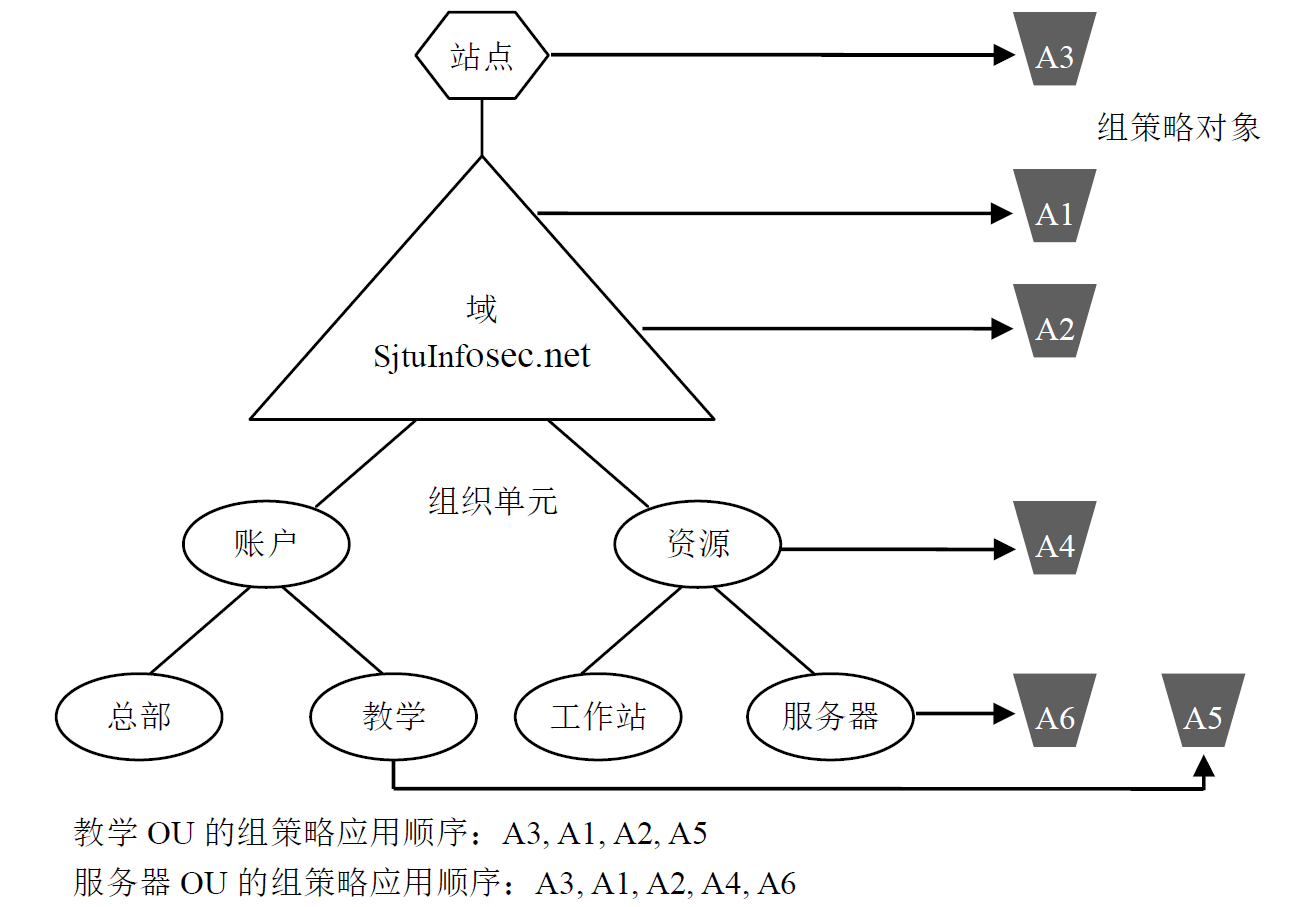 站点
A3
组策略对象
A1
域
SjtuInfosec.net
A2
组织单元
账户
资源
A4
总部
教学
工作站
服务器
A6
A5
教学 OU 的组策略应用顺序：A3, A1, A2, A5
服务器 OU 的组策略应用顺序：A3, A1, A2, A4, A6